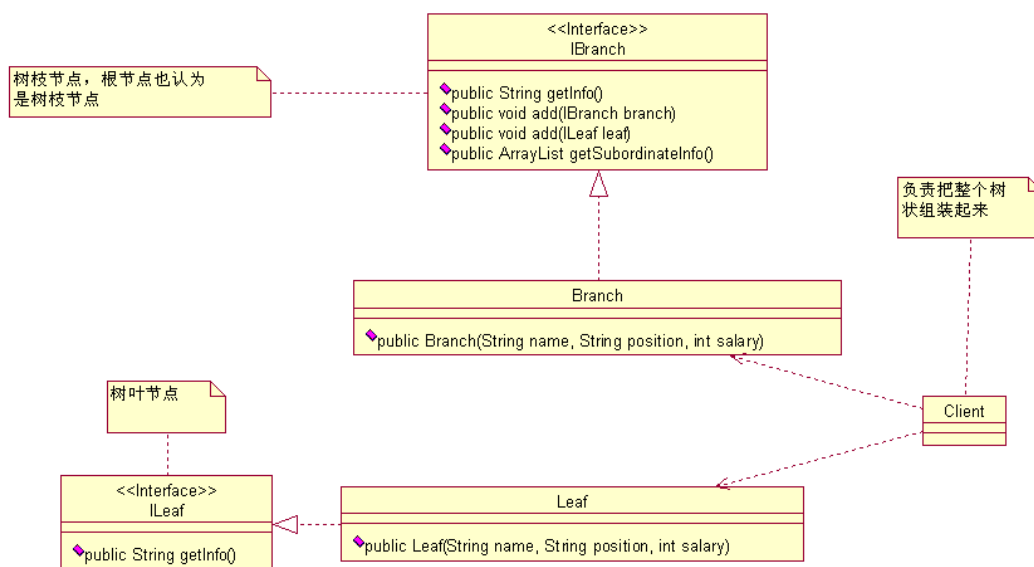 <<Interface>>
IBranch
树枝节点，根节点也认为
是树枝节点
public String getInfo()
public void add(IBranch branch)
public void add(ILeaf leaf)
public ArrayList getSubordinateInfo()
负责把整个树
状组装起来
Branch
public Branch(String name, String position, int salary)
树叶节点
Client
<<Interface>>
ILeaf
public String getInfo()
Leaf
public Leaf(String name, String position, int salary)